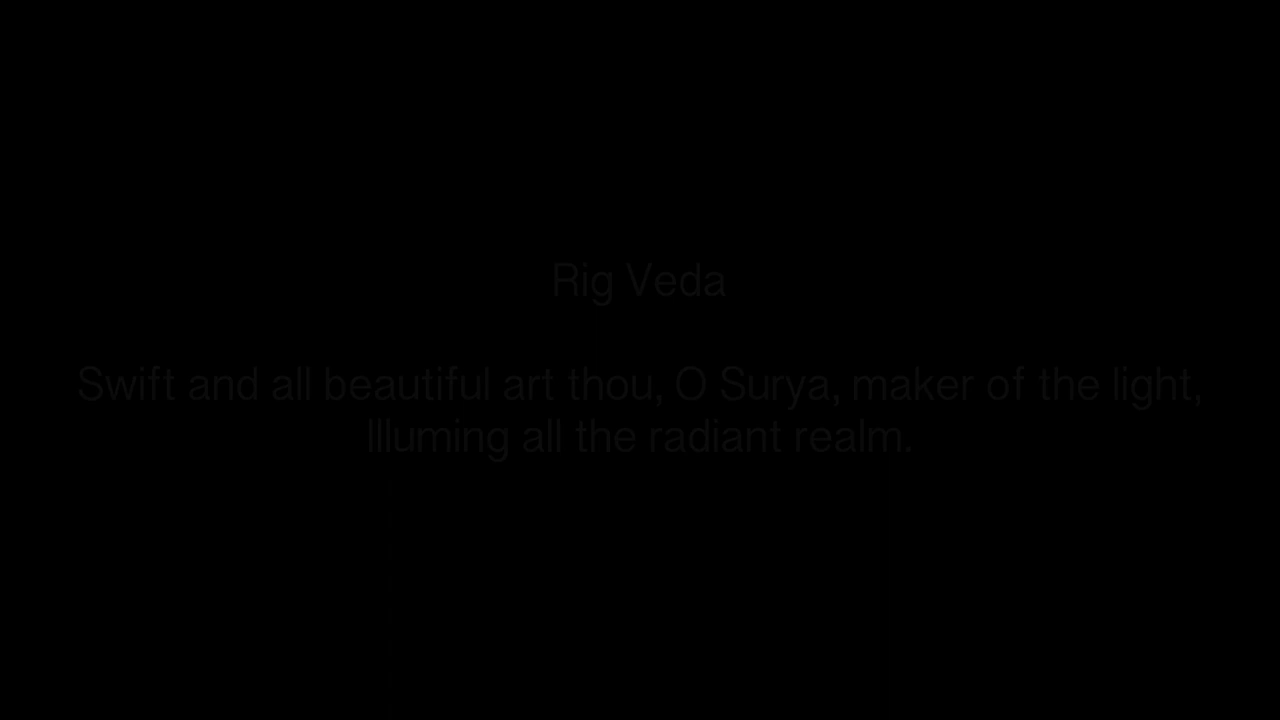 Rig Veda
Swift and all beautiful art thou, O Surya, maker of the light,
Illuming all the radiant realm.